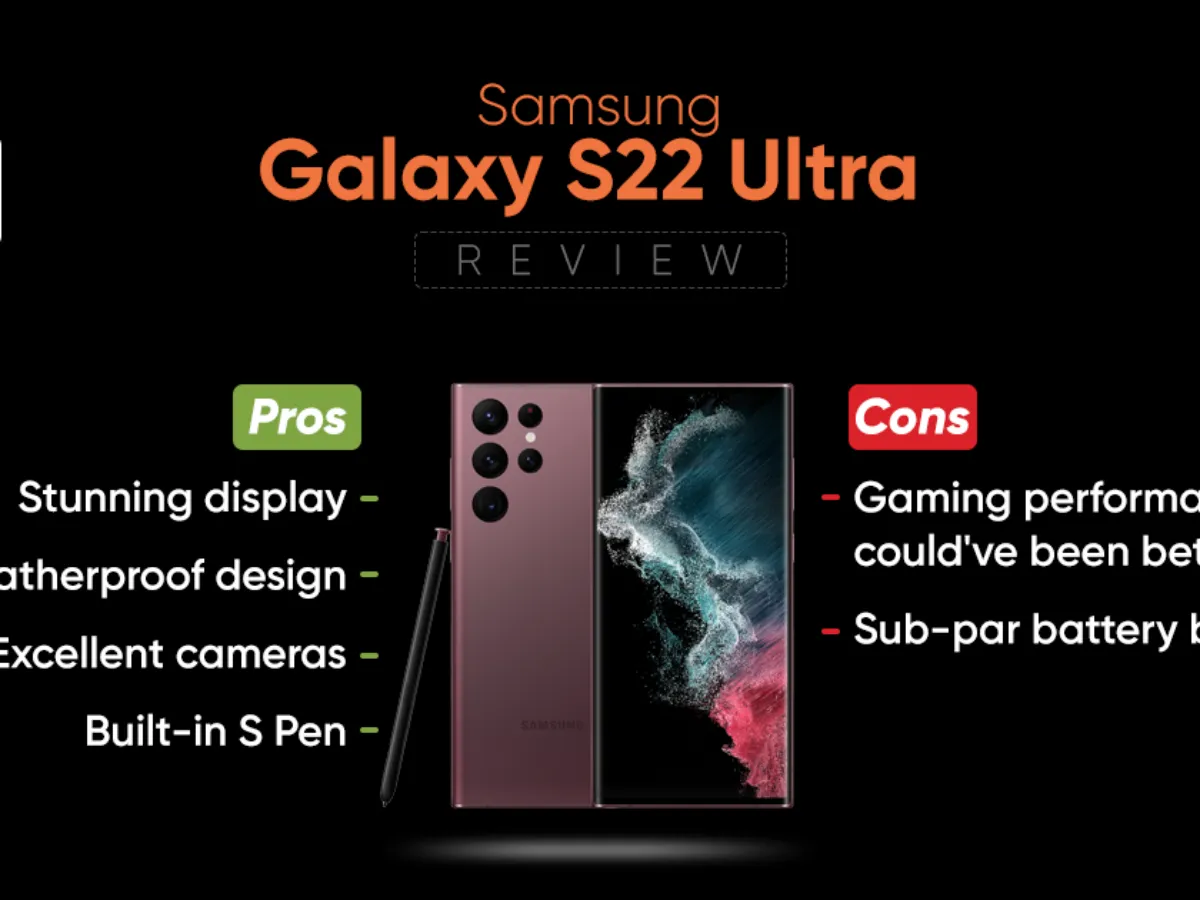 Samsung
Galaxy S22 Ultra
REVIEW
Pros
Stunning display
atherproof design
Excellent cameras
Built-in S Pen
SAMSUNG
Cons
Gaming performa
could've been bet
Sub-par battery b